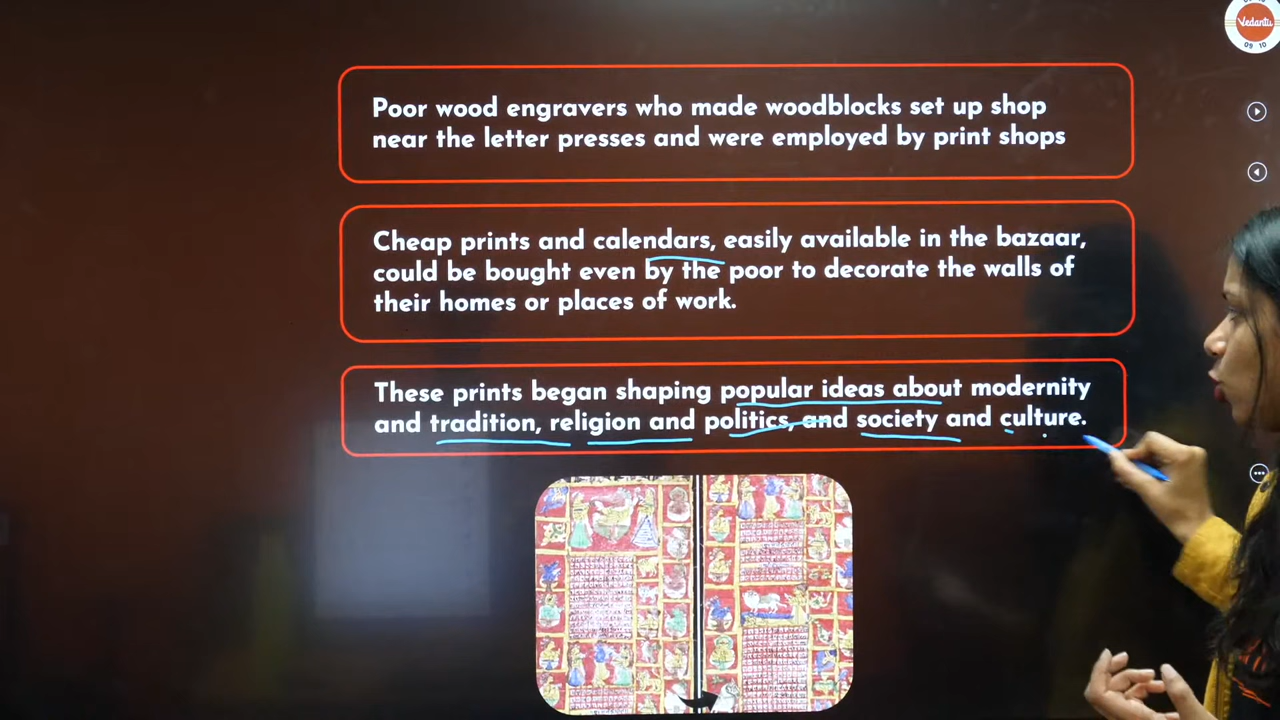 Vedantu
09 10
Poor wood engravers who made woodblocks set up shop
near the letter presses and were employed by print shops
Cheap prints and calendars, easily available in the bazaar,
could be bought even by the poor to decorate the walls of
their homes or places of work.
These prints began shaping popular ideas about modernity
and tradition, religion and politics, and society and culture.